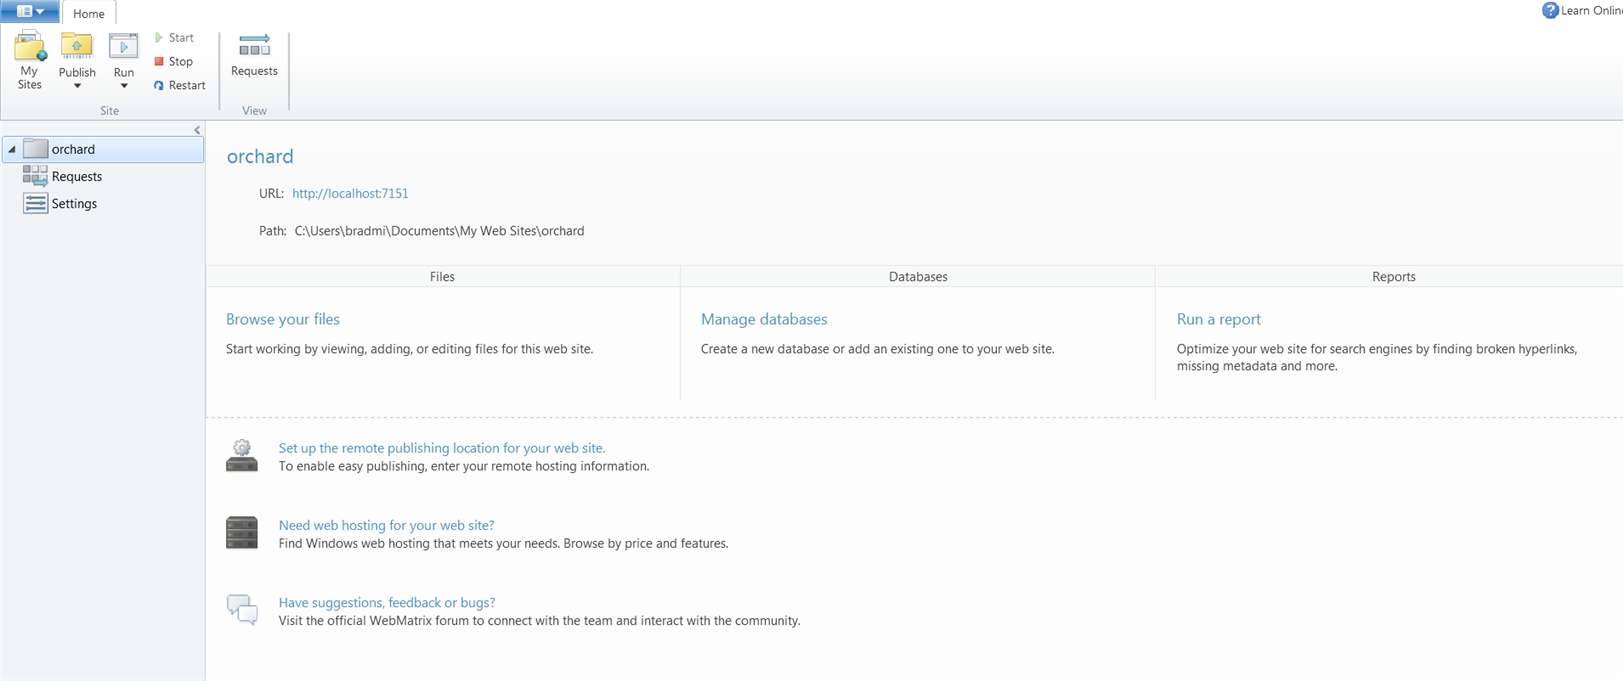 Home
Learn Onlin
My
Sites
Publish
Run
Start
Stop
Restart
Requests
Site
View
orchard
Requests
Settings
orchard
URL: http://localhost:7151
Path: C:\Users\bradmi\Documents\My Web Sites\orchard
Files
Databases
Reports
Browse your files
Start working by viewing, adding, or editing files for this web site.
Manage databases
Create a new database or add an existing one to your web site.
Run a report
Optimize your web site for search engines by finding broken hyperlinks,
missing metadata and more.
Set up the remote publishing location for your web site.
To enable easy publishing, enter your remote hosting information.
Need web hosting for your web site?
Find Windows web hosting that meets your needs. Browse by price and features.
Have suggestions, feedback or bugs?
Visit the official WebMatrix forum to connect with the team and interact with the community.